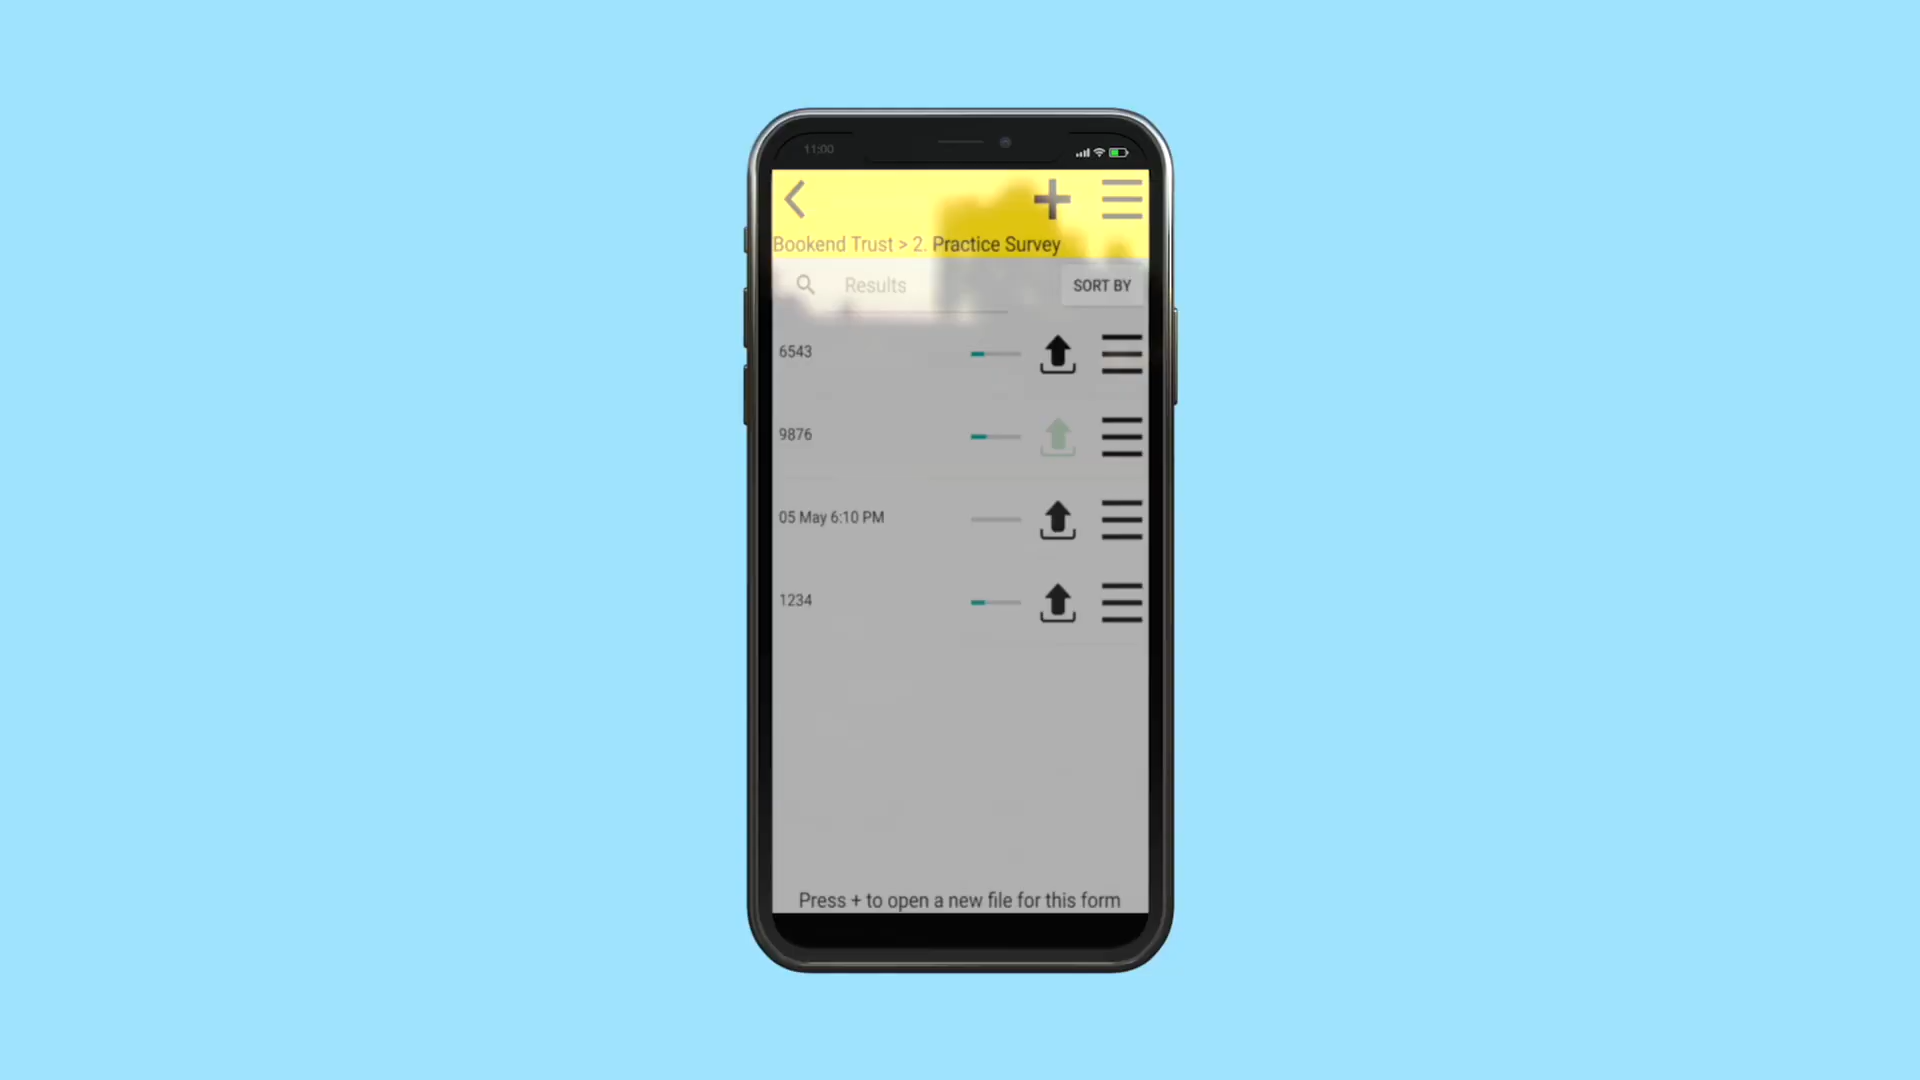 11:00
Bookend Trust > 2. Practice Survey
Results
SORT BY
6543
9876
05 May 6:10 PM
1234
Press + to open a new file for this form